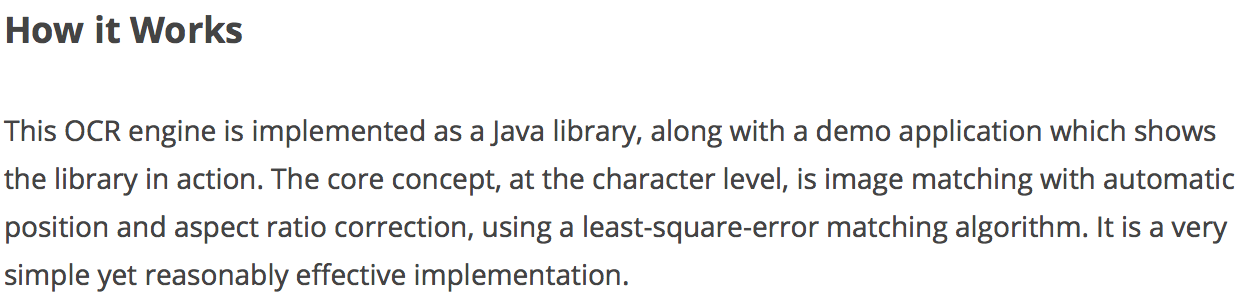 How it Works
This OCR engine is implemented as a Java library, along with a demo application which shows
the library in action. The core concept, at the character level, is image matching with automatic
position and aspect ratio correction, using a least-square-error matching algorithm. It is a very
simple yet reasonably effective implementation.